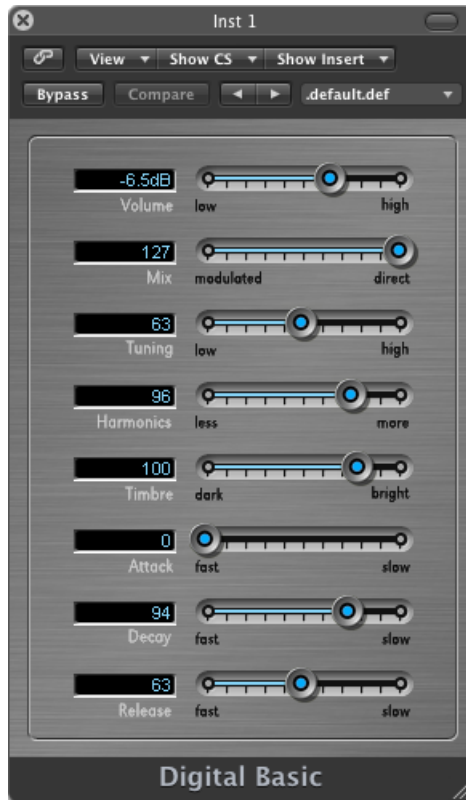 Inst 1
View Show CS Show Insert
Bypass Compare .default.def
-6.5dB
Volume low high
127
Mix modulated direct
63
Tuning low high
96
Harmonics less more
100
Timbre dark bright
0
Attack fast slow
94
Decay fast slow
63
Release fast slow
Digital Basic